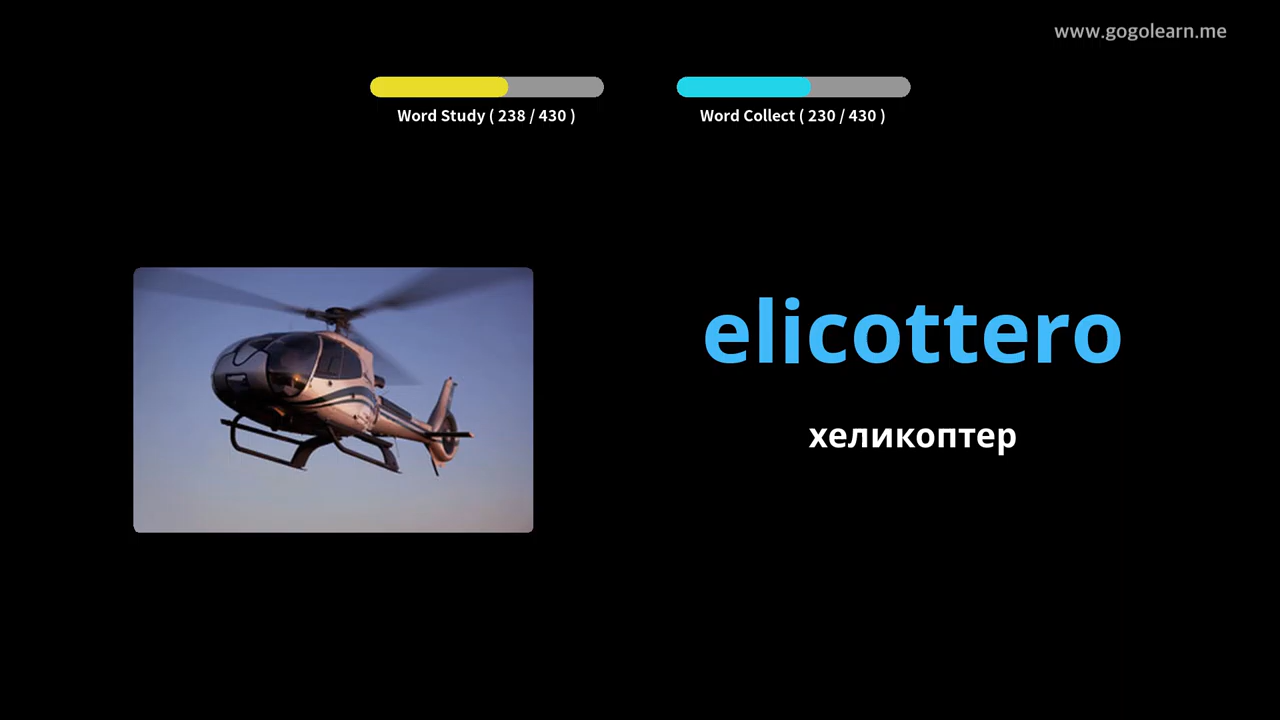 www.gogolearn.me
Word Study ( 238 / 430 )
Word Collect ( 230 / 430 )
elicottero
хеликоптер